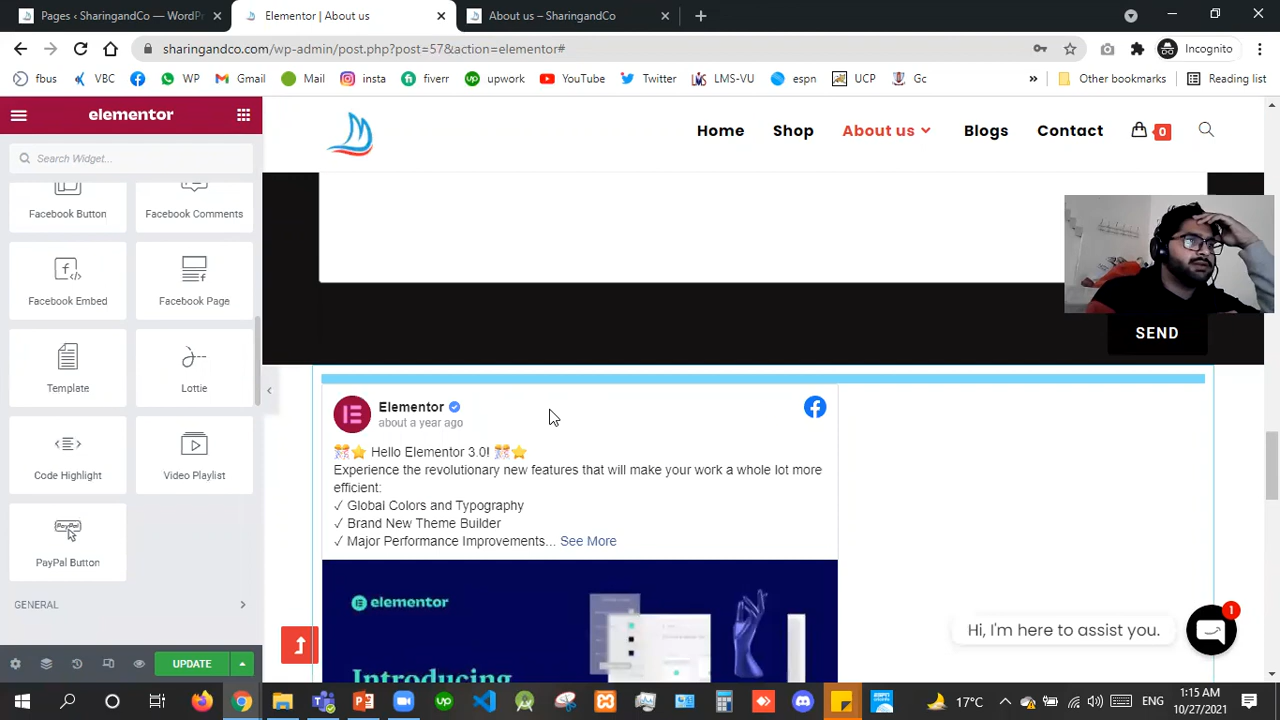 Pages ‹ SharingandCo — WordP
Elementor | About us
About us – SharingandCo
sharingandco.com/wp-admin/post.php?post=57&action=elementor#
Incognito
fbus
VBC
WP
Gmail
Mail
insta
fiverr
upwork
YouTube
Twitter
LMS-VU
espn
UCP
Gc
»
Other bookmarks
Reading list
elementor
Search Widget...
Facebook Button
Facebook Comments
Facebook Embed
Facebook Page
Template
Lottie
Code Highlight
Video Playlist
PayPal
PayPal Button
GENERAL
UPDATE
Home
Shop
About us
Blogs
Contact
0
SEND
Elementor
about a year ago
Hello Elementor 3.0!
Experience the revolutionary new features that will make your work a whole lot more
efficient:
✓ Global Colors and Typography
✓ Brand New Theme Builder
✓ Major Performance Improvements... See More
elementor
Introducing
Hi, I'm here to assist you.
1
17°C
ENG
1:15 AM
10/27/2021